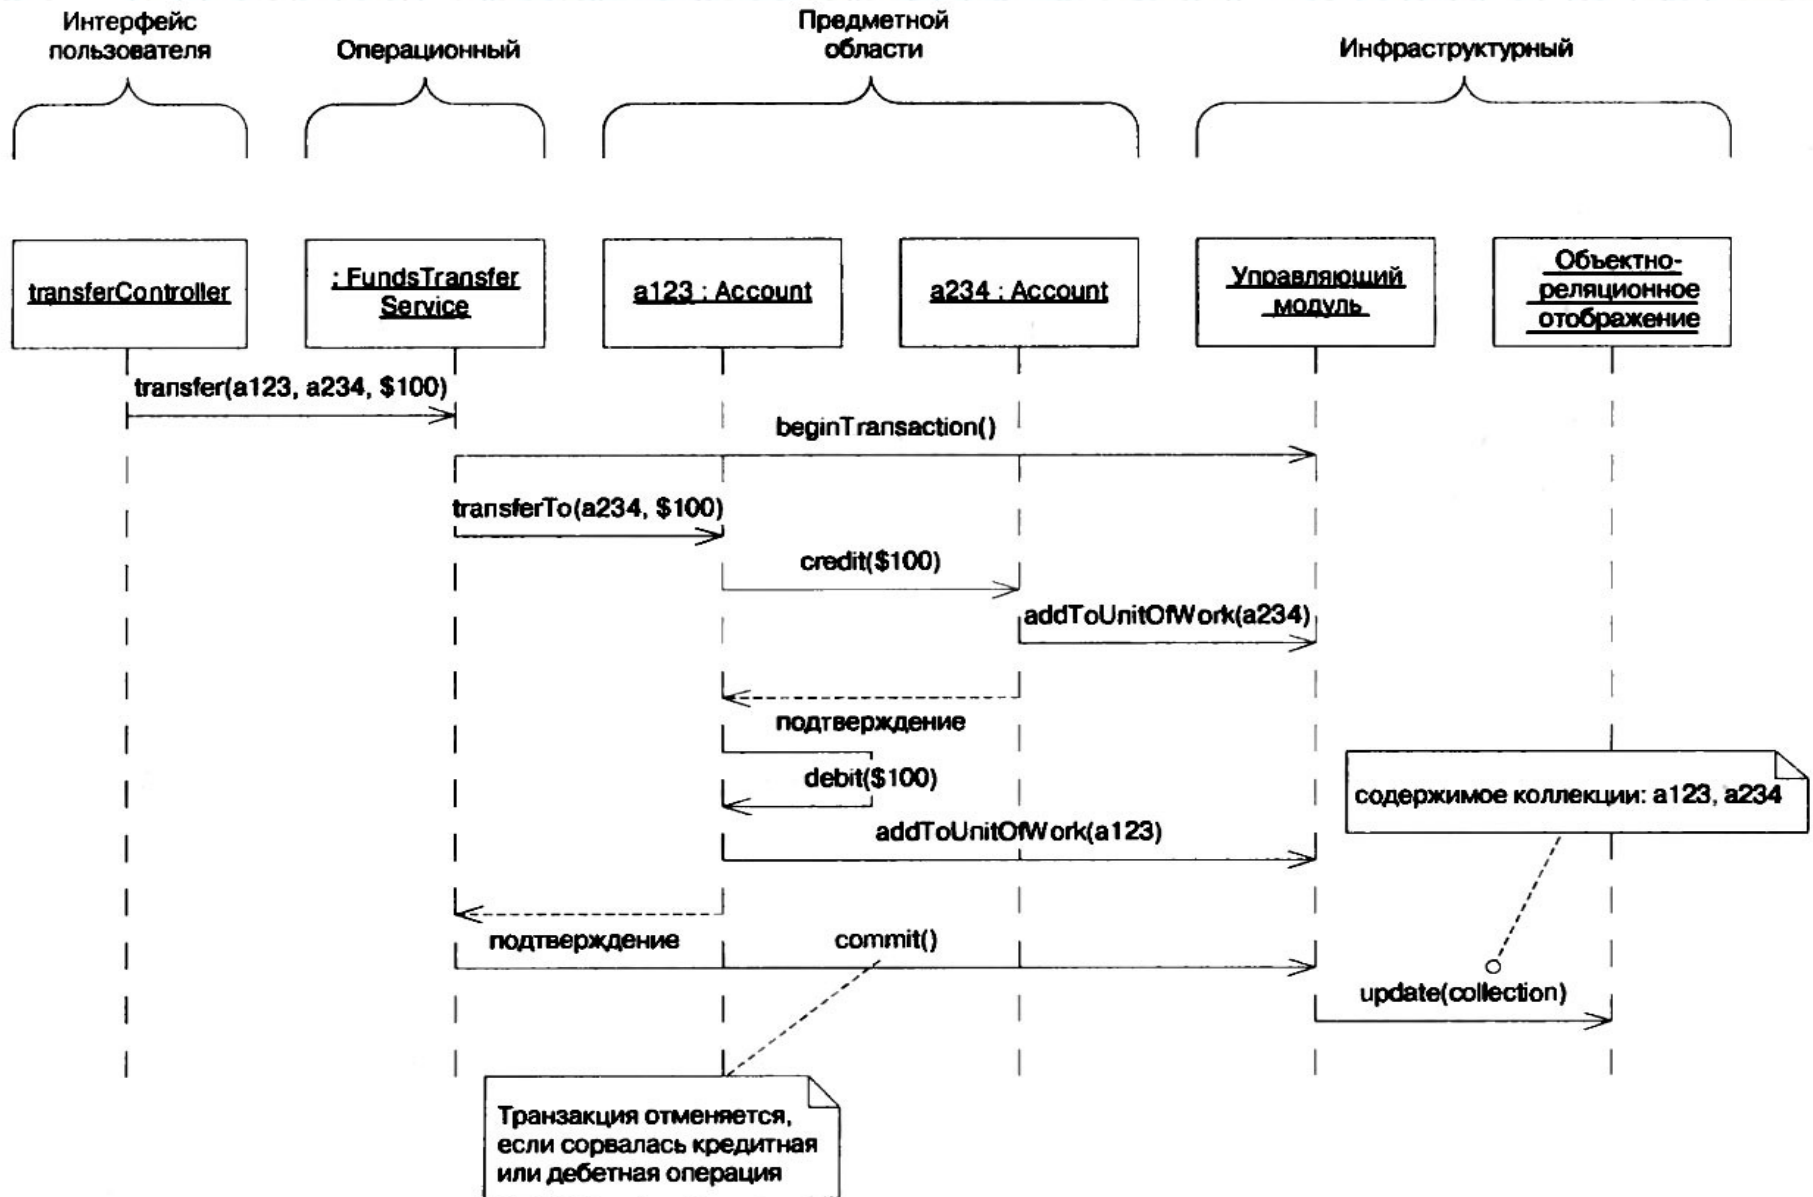 Интерфейс
пользователя
Операционный
Предметной
области
Инфраструктурный
transferController
: FundsTransfer
Service
a123 : Account
a234 : Account
Управляющий
модуль
Объектно-
реляционное
отображение
transfer(a123, a234, $100)
beginTransaction()
transferTo(a234, $100)
credit($100)
addToUnitOfWork(a234)
подтверждение
debit($100)
содержимое коллекции: a123, a234
addToUnitOfWork(a123)
подтверждение
commit()
update(collection)
Транзакция отменяется,
если сорвалась кредитная
или дебетная операция